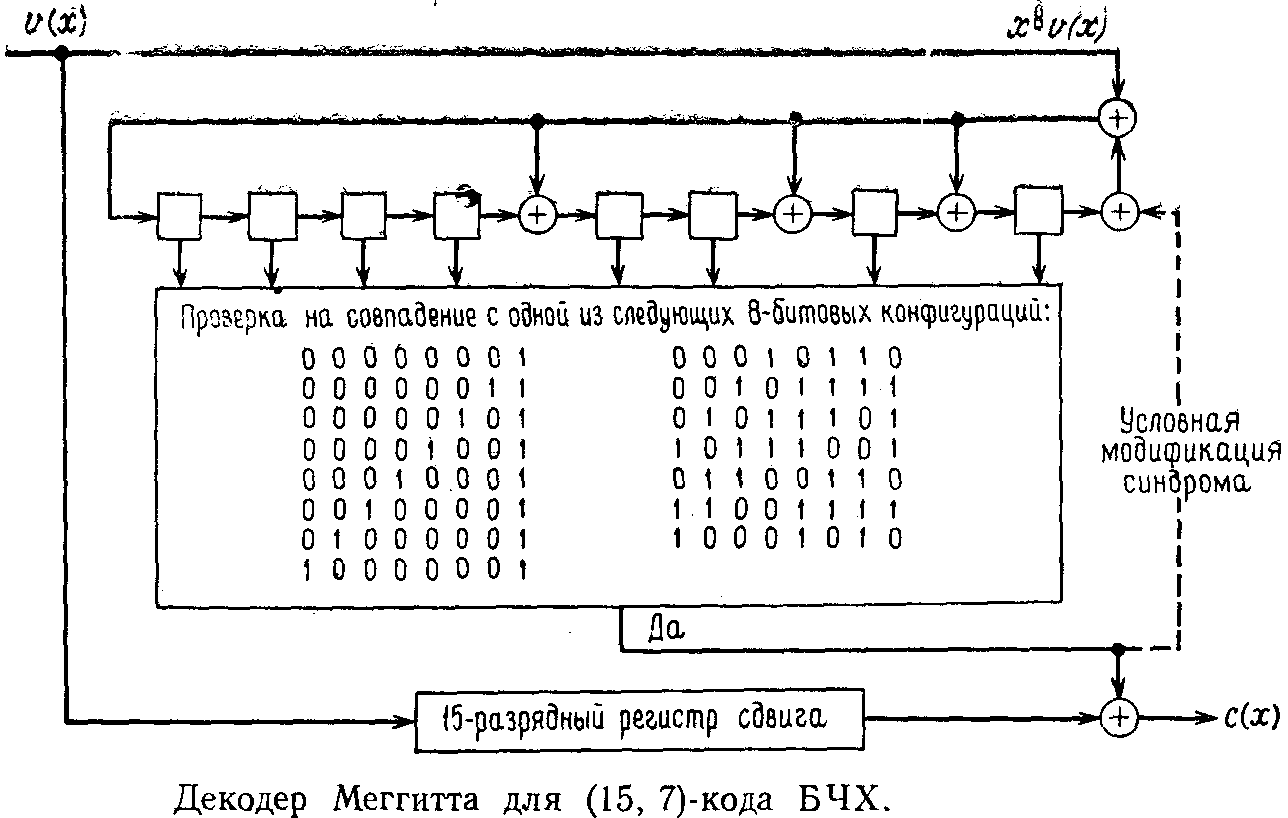 v(x)
x⁸v(x)
+
+
+
+
+
Проверка на совпадение с одной из следующих 8-битовых конфигураций:
0 0 0 0 0 0 0 1
0 0 0 0 0 0 1 1
0 0 0 0 0 1 0 1
0 0 0 0 1 0 0 1
0 0 0 1 0 0 0 1
0 0 1 0 0 0 0 1
0 1 0 0 0 0 0 1
1 0 0 0 0 0 0 1
0 0 0 1 0 1 1 0
0 0 1 0 1 1 1 1
0 1 0 1 1 1 0 1
1 0 1 1 1 0 0 1
0 1 1 0 0 1 1 0
1 1 0 0 1 1 1 1
1 0 0 0 1 0 1 0
Условная
модификация
синдрома
Да
15-разрядный регистр сдвига
+
c(x)
Декодер Меггитта для (15, 7)-кода БЧХ.